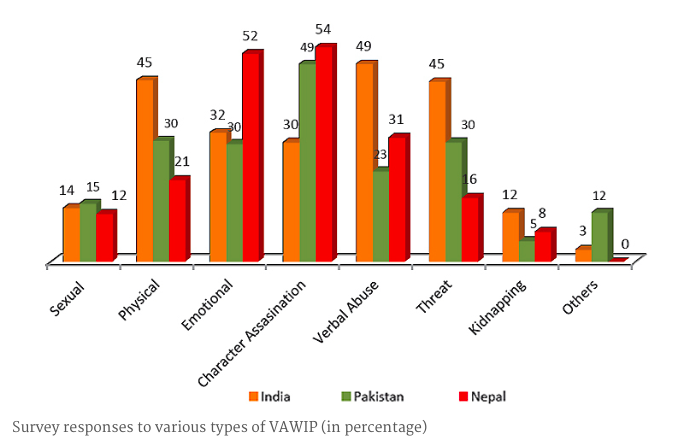 45 30 21
14 15 12
32 30 52
30 49 54
49 23 31
45 30 16
12 5 8
3 12 0
Sexual
Physical
Emotional
Character Assasination
Verbal Abuse
Threat
Kidnapping
Others
India Pakistan Nepal
Survey responses to various types of VAWIP (in percentage)